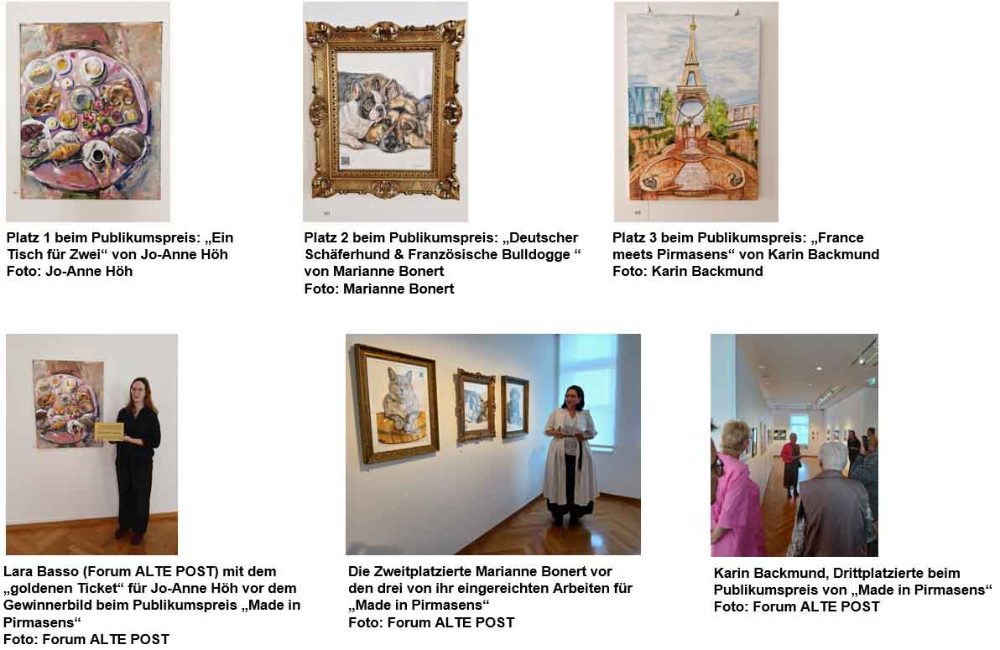 Platz 1 beim Publikumspreis: „Ein
Tisch für Zwei“ von Jo-Anne Höh
Foto: Jo-Anne Höh
Platz 2 beim Publikumspreis: „Deutscher
Schäferhund & Französische Bulldogge “
von Marianne Bonert
Foto: Marianne Bonert
Platz 3 beim Publikumspreis: „France
meets Pirmasens“ von Karin Backmund
Foto: Karin Backmund
Lara Basso (Forum ALTE POST) mit dem
„goldenen Ticket“ für Jo-Anne Höh vor dem
Gewinnerbild beim Publikumspreis „Made in
Pirmasens“
Foto: Forum ALTE POST
Die Zweitplatzierte Marianne Bonert vor
den drei von ihr eingereichten Arbeiten für
„Made in Pirmasens“
Foto: Forum ALTE POST
Karin Backmund, Drittplatzierte beim
Publikumspreis von „Made in Pirmasens“
Foto: Forum ALTE POST